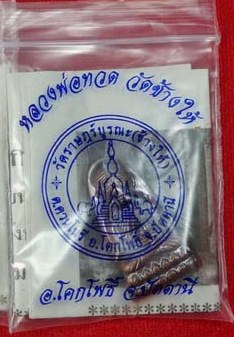 หลวงพ่อทวด วัดช้างให้
วัดราษฎร์บูรณะ(ช้างให้)
อ.โคกโพธิ์ จ.ปัตตานี
อ.โคกโพธิ์ จ.ปัตตานี